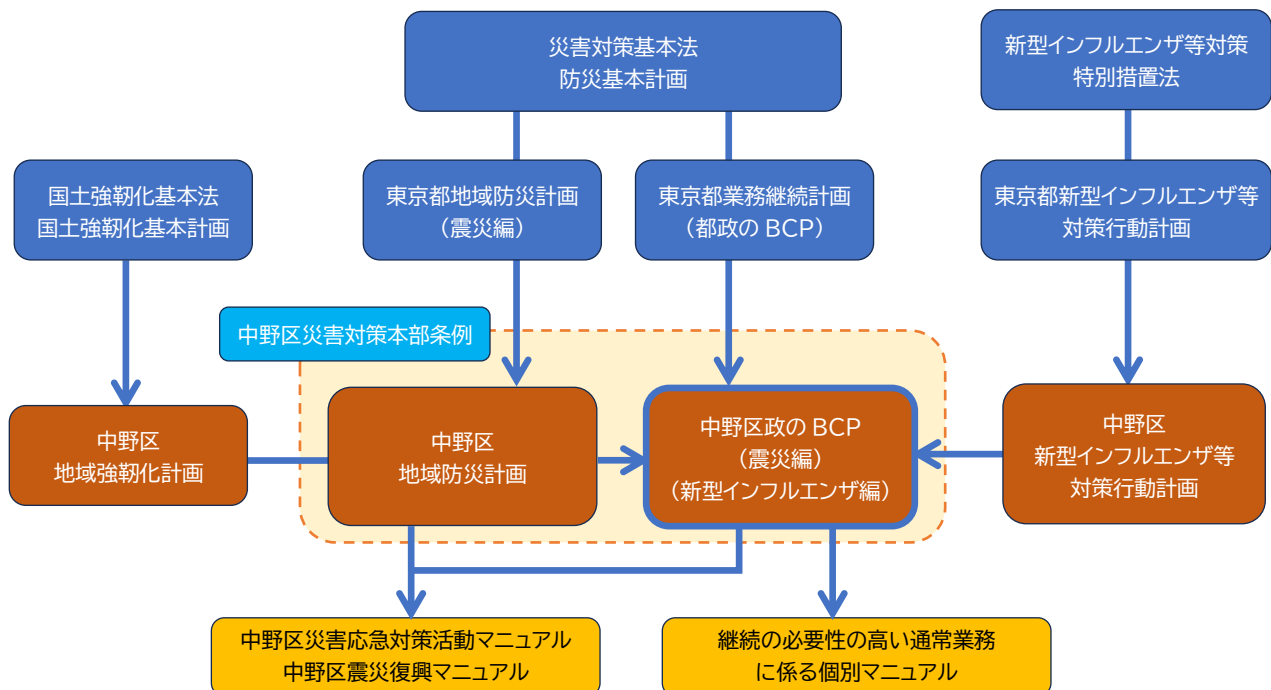 災害対策基本法
防災基本計画
新型インフルエンザ等対策
特別措置法
国土強靭化基本法
国土強靭化基本計画
東京都地域防災計画
（震災編）
東京都業務継続計画
（都政の BCP）
東京都新型インフルエンザ等
対策行動計画
中野区災害対策本部条例
中野区
地域強靭化計画
中野区
地域防災計画
中野区政の BCP
（震災編）
（新型インフルエンザ編）
中野区
新型インフルエンザ等
対策行動計画
中野区災害応急対策活動マニュアル
中野区震災復興マニュアル
継続の必要性の高い通常業務
に係る個別マニュアル